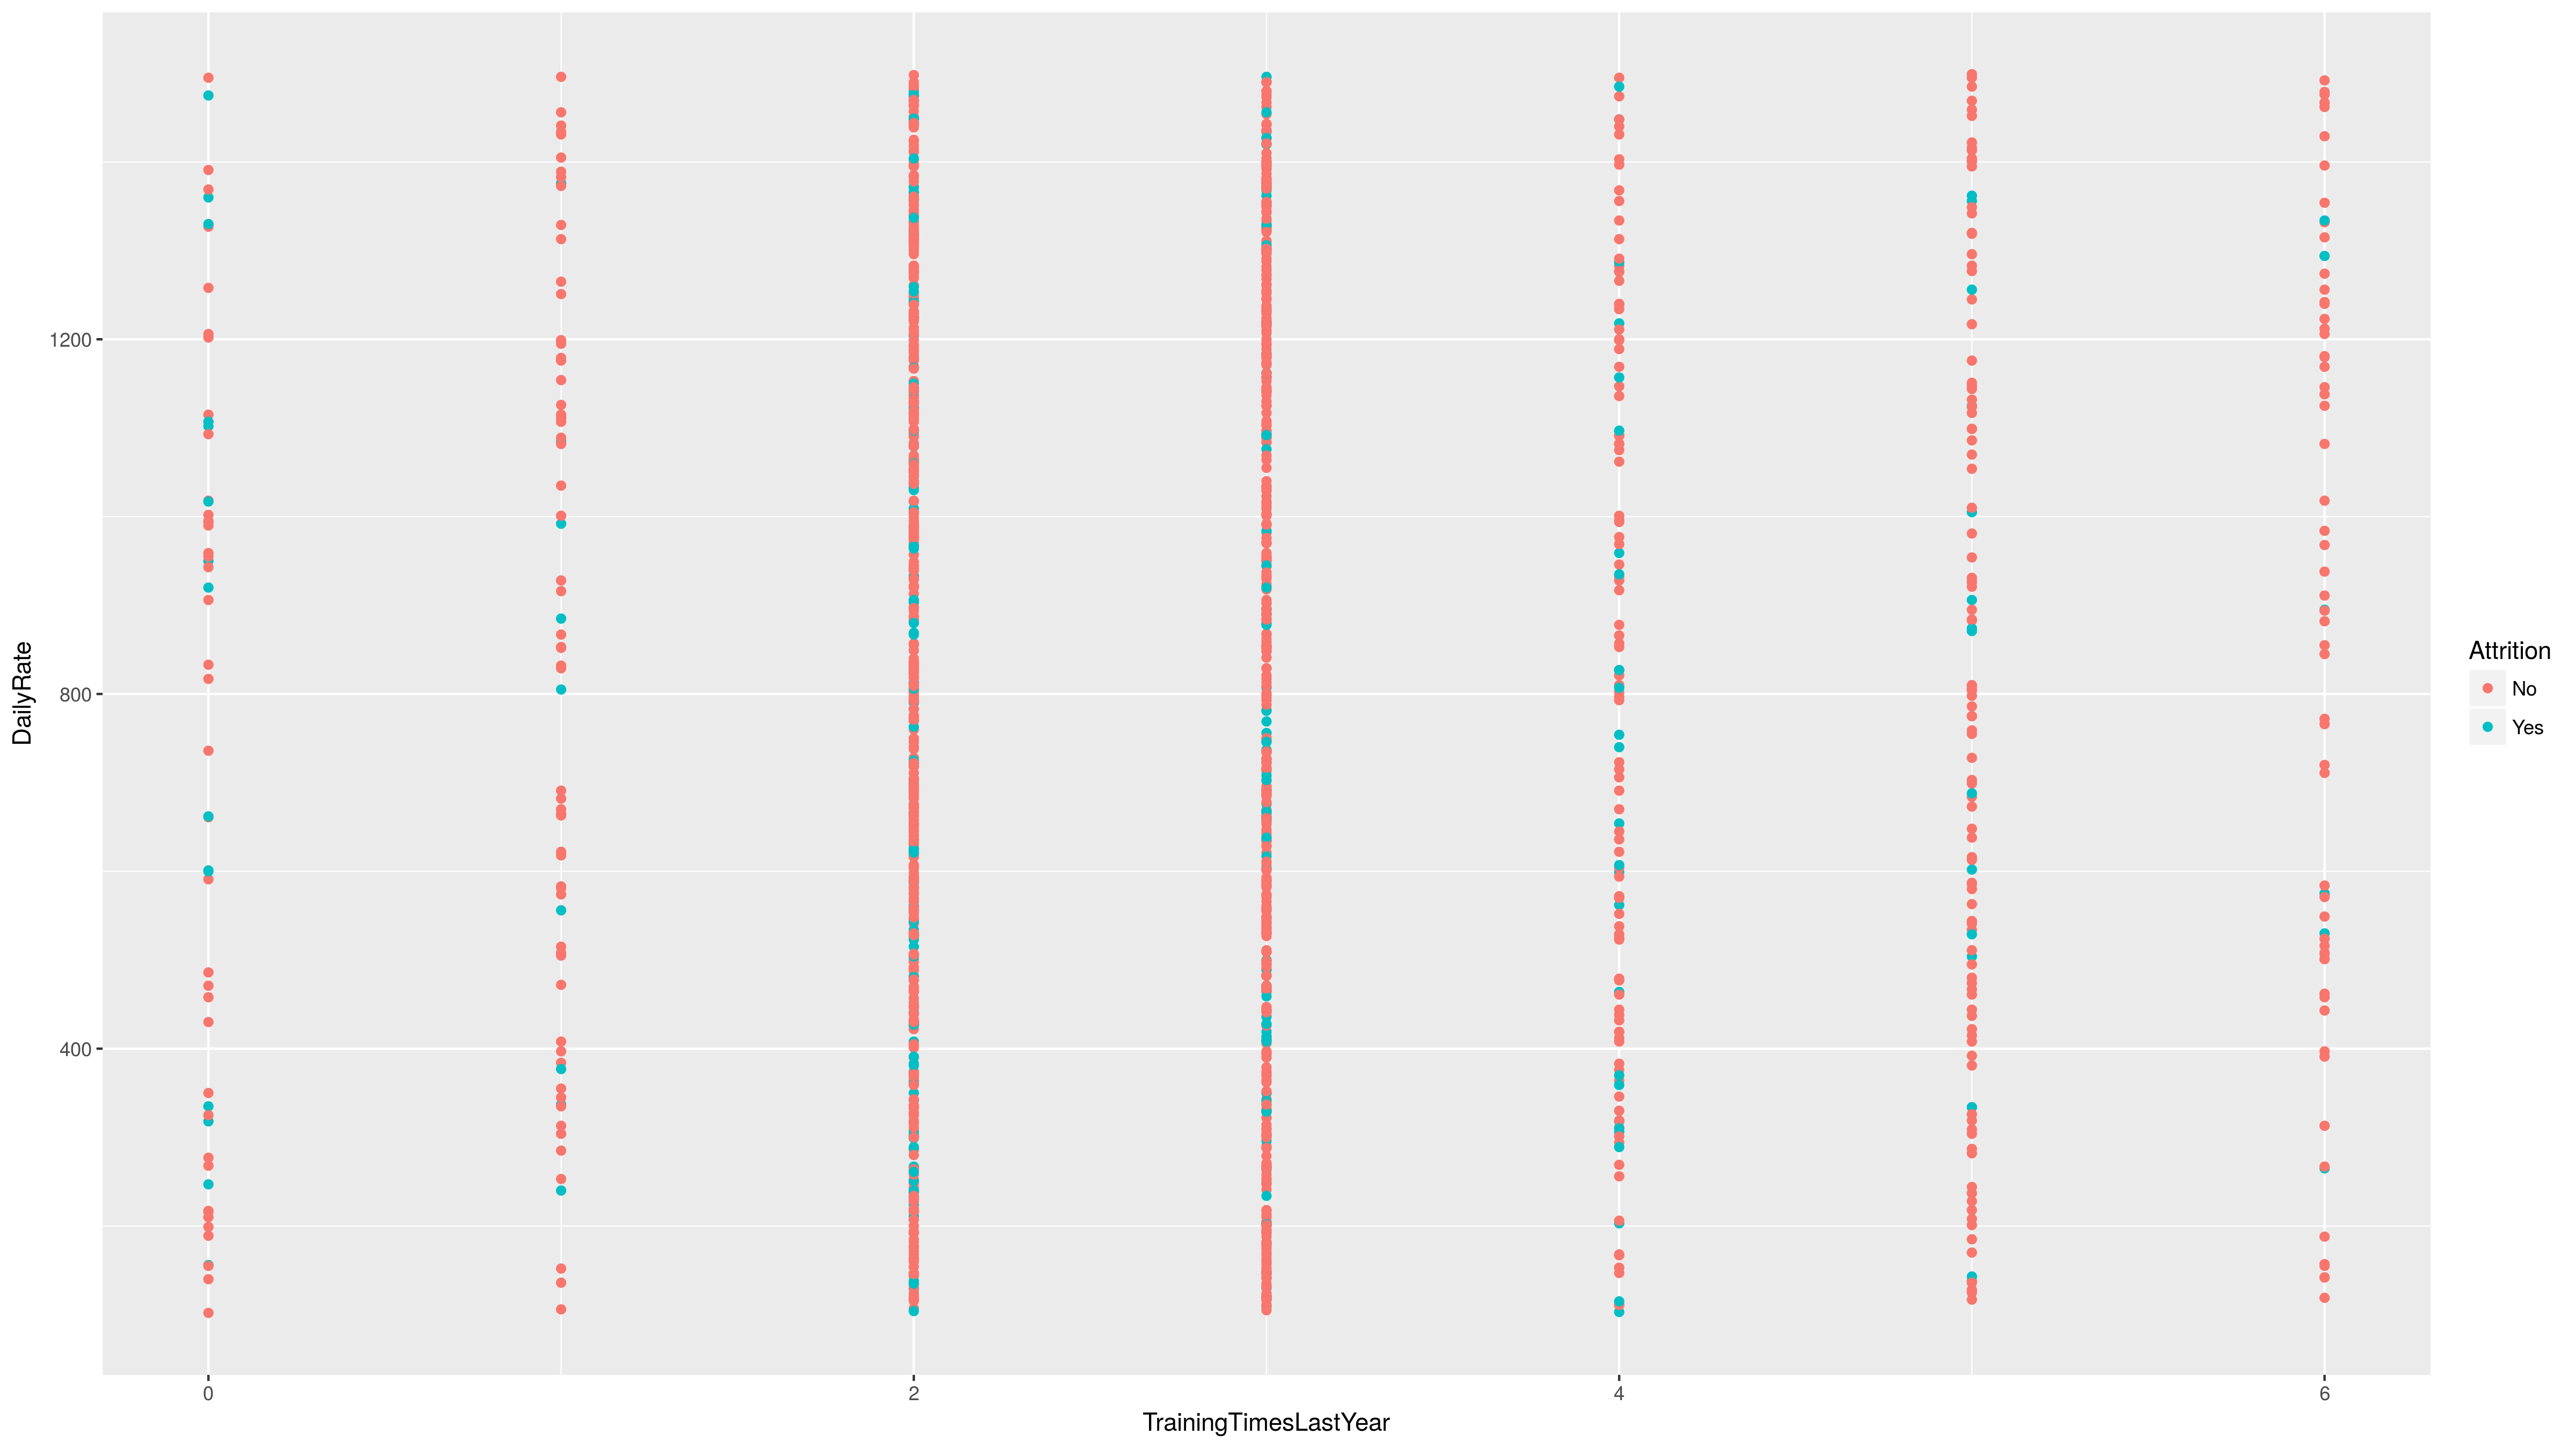 1200
800
400
DailyRate
0
2
4
6
TrainingTimesLastYear
Attrition
No
Yes